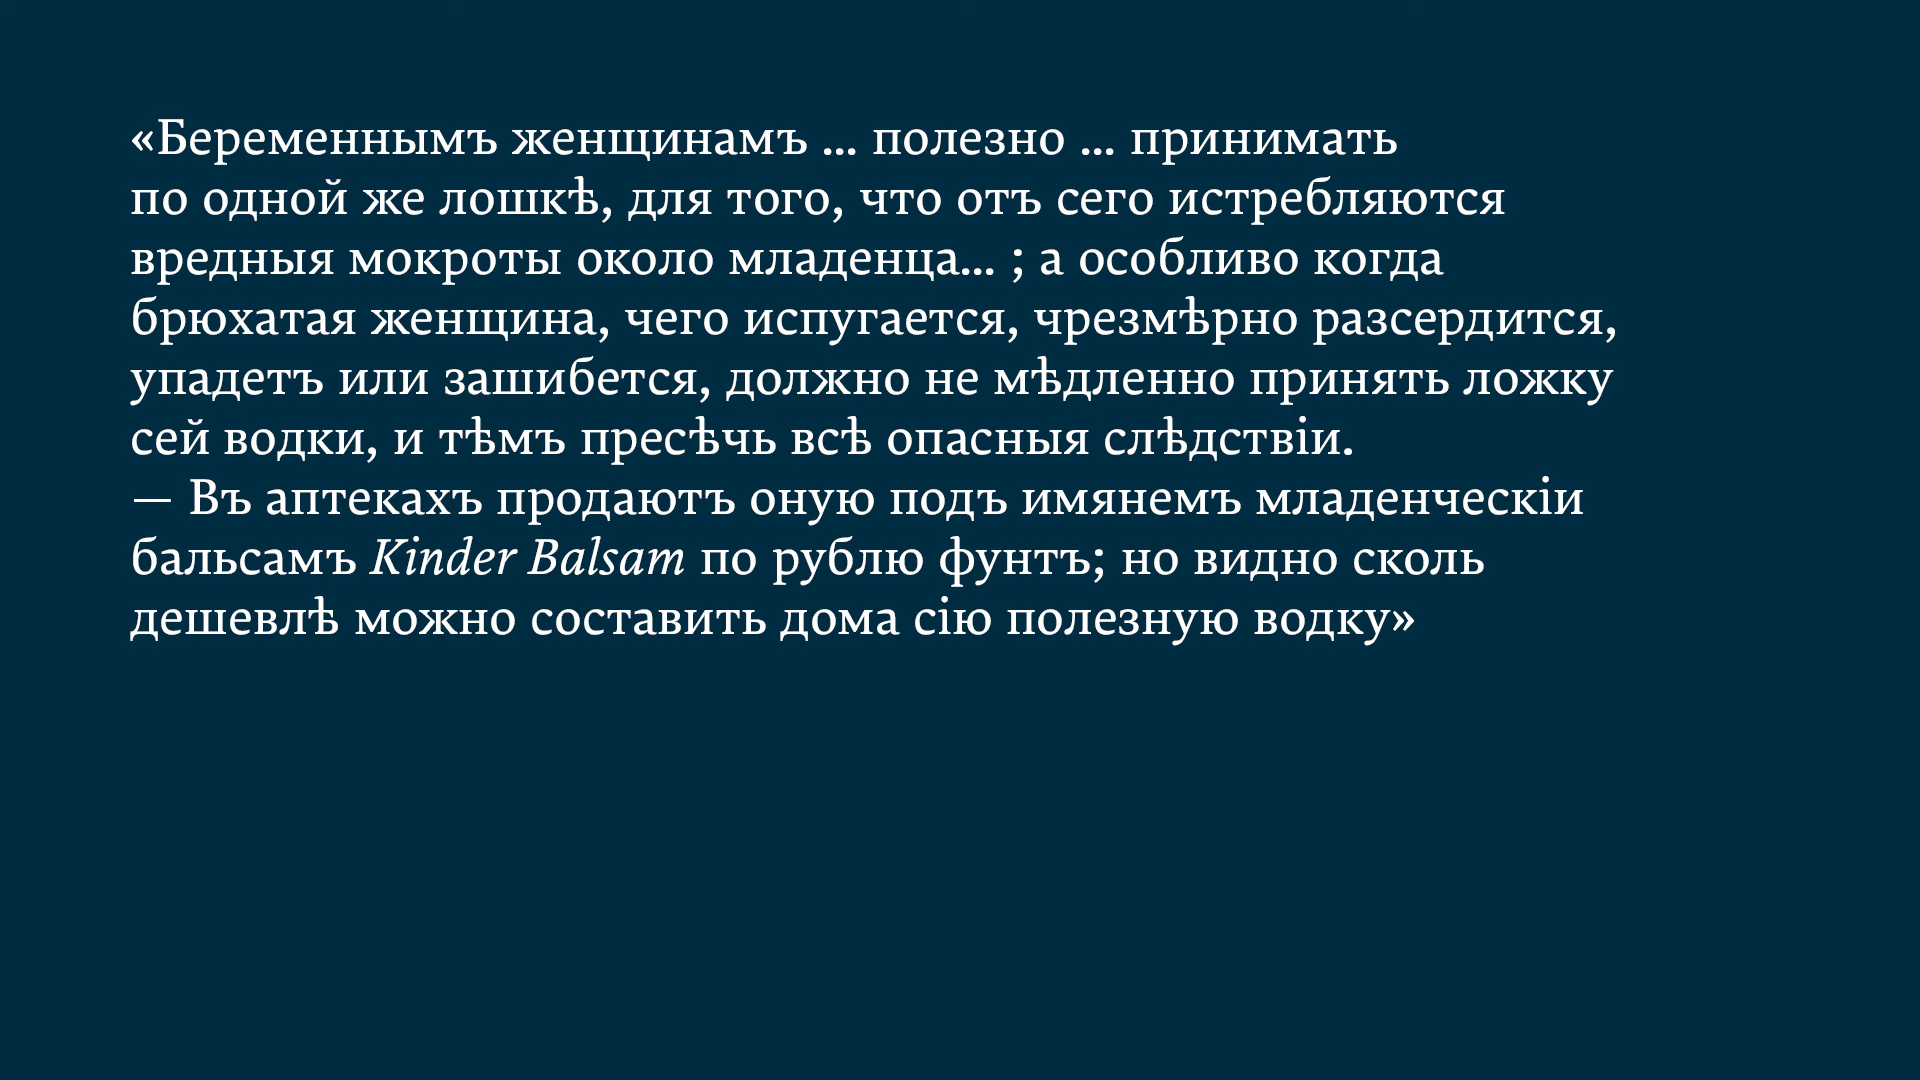 «Беременнымъ женщинамъ ... полезно ... принимать
по одной же лошкѣ, для того, что отъ сего истребляются
вредныя мокроты около младенца... ; а особливо когда
брюхатая женщина, чего испугается, чрезмѣрно разсердится,
упадетъ или зашибется, должно не мѣдленно принять ложку
сей водки, и тѣмъ пресѣчь всѣ опасныя слѣдствіи.
— Въ аптекахъ продаютъ оную подъ имянемъ младенческіи
бальсамъ Kinder Balsam по рублю фунтъ; но видно сколь
дешевлѣ можно составить дома сію полезную водку»